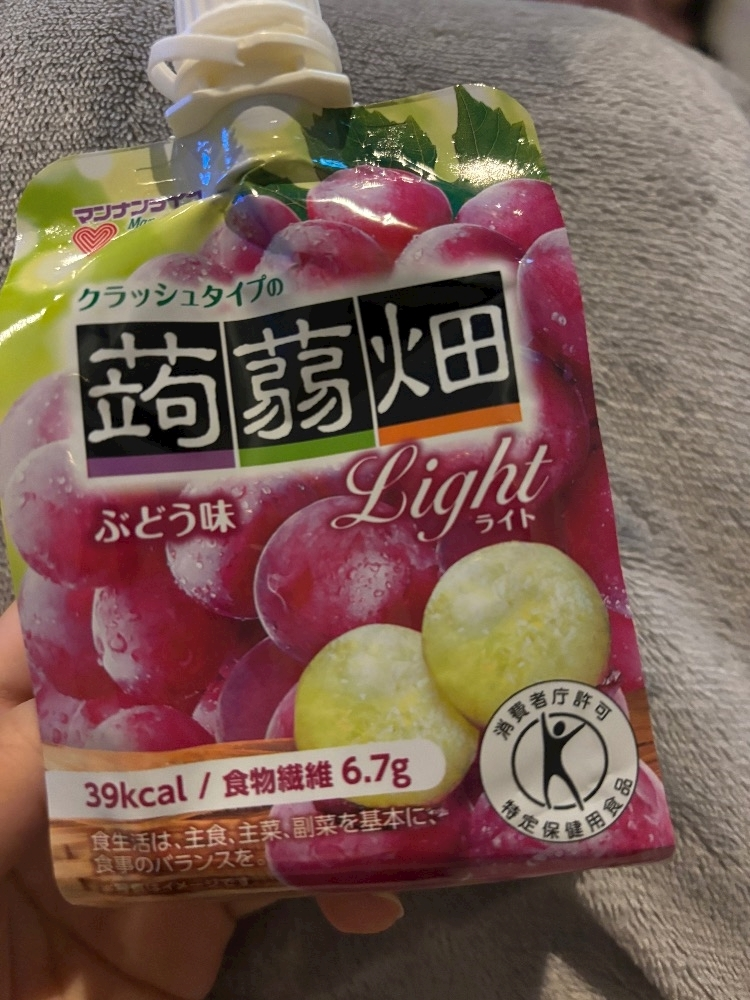 マンナンライフ
クラッシュタイプの
蒟蒻畑
Light
ライト
ぶどう味
消費者庁許可
特定保健用食品
39kcal / 食物繊維 6.7g
食生活は、主食、主菜、副菜を基本に、
食事のバランスを。